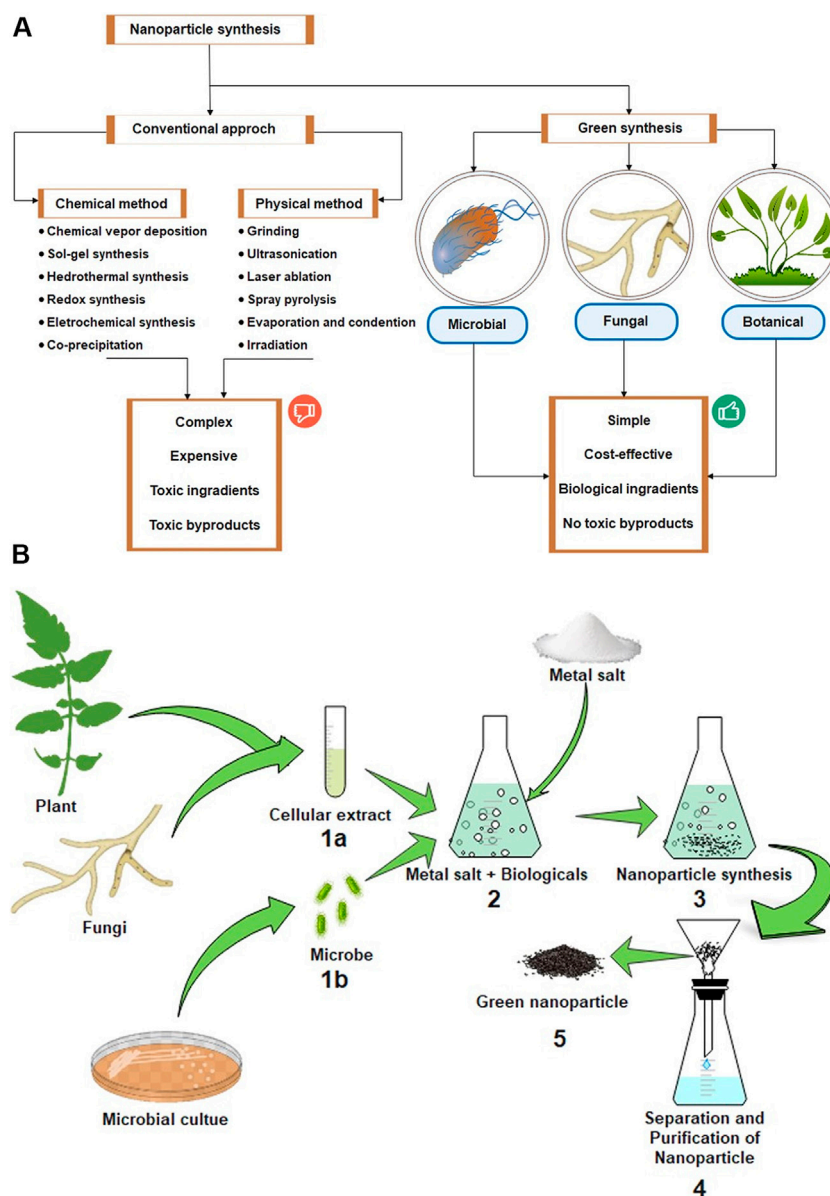 A
Nanoparticle synthesis
Conventional approch
Green synthesis
Chemical method
• Chemical vepor deposition
• Sol-gel synthesis
• Hedrothermal synthesis
• Redox synthesis
• Eletrochemical synthesis
• Co-precipitation
Physical method
• Grinding
• Ultrasonication
• Laser ablation
• Spray pyrolysis
• Evaporation and condention
• Irradiation
Microbial
Fungal
Botanical
Complex
Expensive
Toxic ingredients
Toxic byproducts
Simple
Cost-effective
Biological ingredients
No toxic byproducts
B
Plant
Fungi
Microbial cultue
Cellular extract
1a
Microbe
1b
Metal salt
Metal salt + Biologicals
2
Nanoparticle synthesis
3
Separation and
Purification of
Nanoparticle
4
Green nanoparticle
5